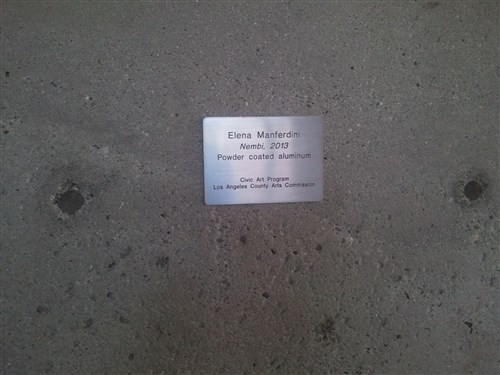 Elena Manferdini
Nembi, 2013
Powder coated aluminum
Civic Art Program
Los Angeles County Arts Commission